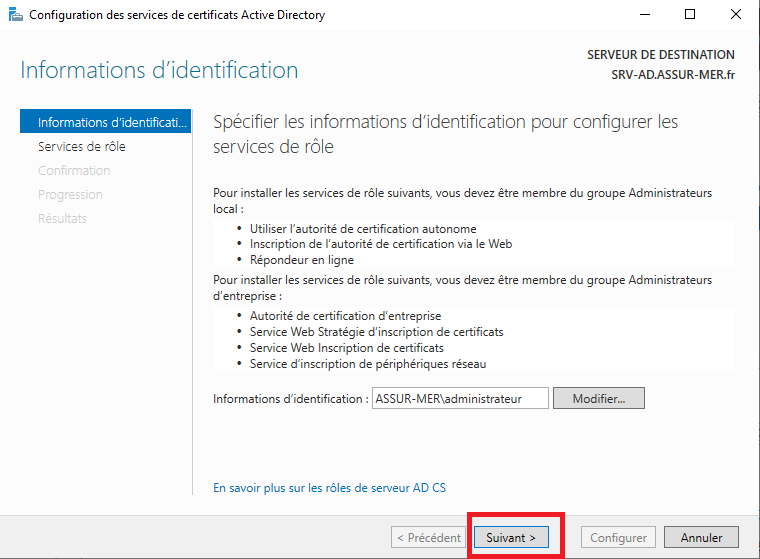 Configuration des services de certificats Active Directory
Informations d’identification
SERVEUR DE DESTINATION
SRV-AD.ASSUR-MER.fr
Informations d’identificati...
Services de rôle
Confirmation
Progression
Résultats
Spécifier les informations d’identification pour configurer les
services de rôle
Pour installer les services de rôle suivants, vous devez être membre du groupe Administrateurs
local :
• Utiliser l’autorité de certification autonome
• Inscription de l’autorité de certification via le Web
• Répondeur en ligne
Pour installer les services de rôle suivants, vous devez être membre du groupe Administrateurs
d’entreprise :
• Autorité de certification d’entreprise
• Service Web Stratégie d’inscription de certificats
• Service Web Inscription de certificats
• Service d’inscription de périphériques réseau
Informations d’identification : ASSUR-MER\administrateur Modifier...
En savoir plus sur les rôles de serveur AD CS
< Précédent Suivant > Configurer Annuler